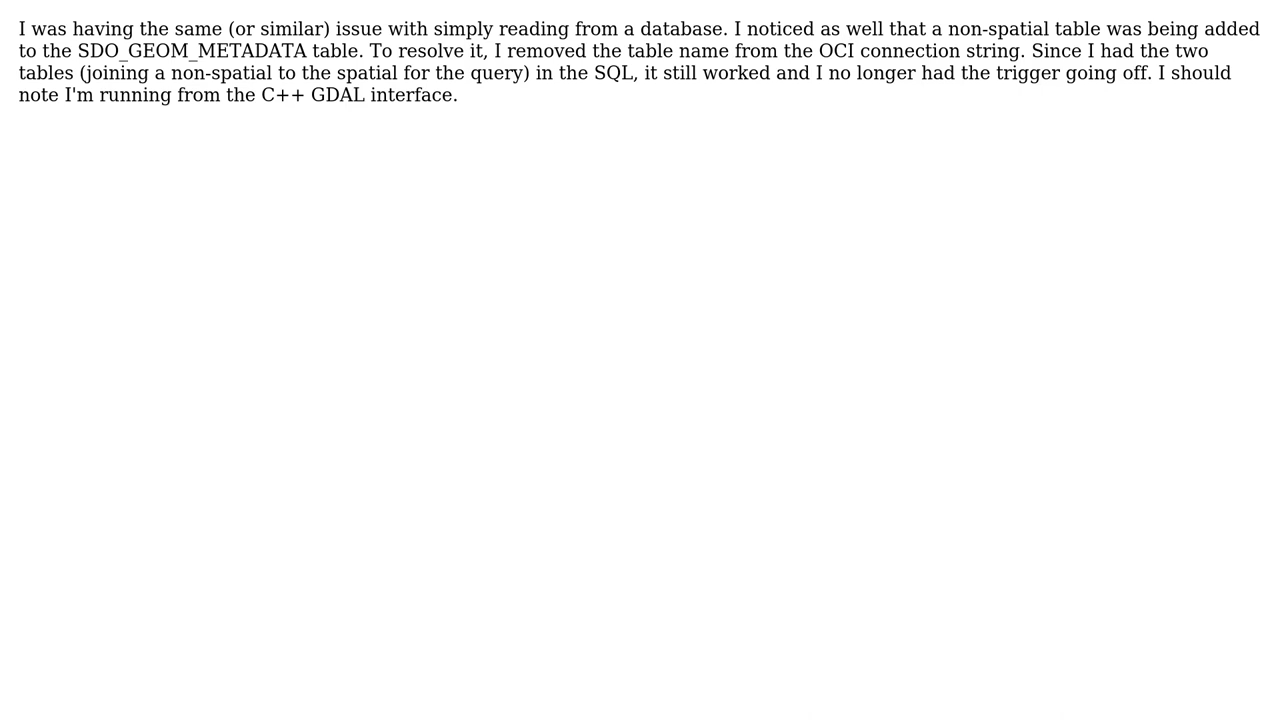 I was having the same (or similar) issue with simply reading from a database. I noticed as well that a non-spatial table was being added
to the SDO_GEOM_METADATA table. To resolve it, I removed the table name from the OCI connection string. Since I had the two
tables (joining a non-spatial to the spatial for the query) in the SQL, it still worked and I no longer had the trigger going off. I should
note I'm running from the C++ GDAL interface.